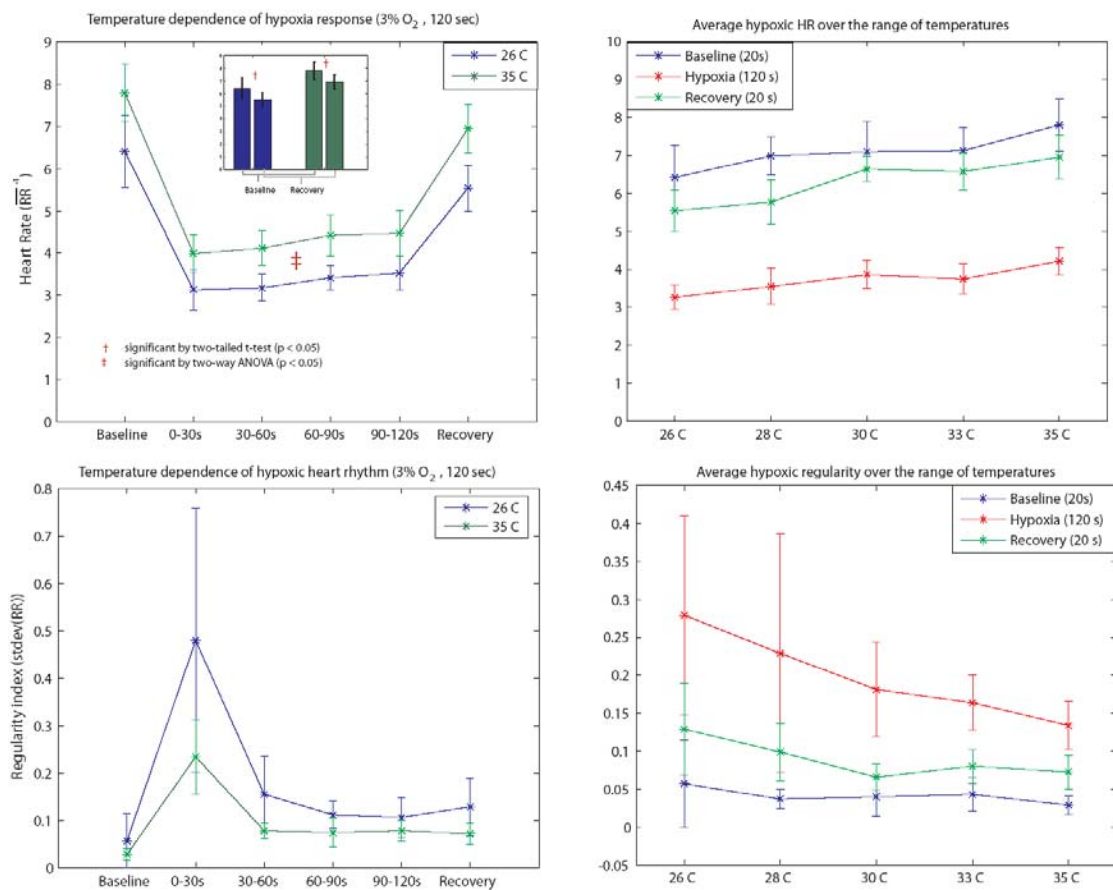 Temperature dependence of hypoxia response (3% O₂ , 120 sec)
9
8
7
6
5
4
3
2
1
0
Heart Rate (RR⁻¹)
26 C
35 C
†
†
Baseline
Recovery
‡
† significant by two-tailed t-test (p < 0.05)
‡ significant by two-way ANOVA (p < 0.05)
Baseline 0-30s 30-60s 60-90s 90-120s Recovery
Average hypoxic HR over the range of temperatures
10
9
8
7
6
5
4
3
2
1
0
Baseline (20s)
Hypoxia (120 s)
Recovery (20 s)
26 C 28 C 30 C 33 C 35 C
Temperature dependence of hypoxic heart rhythm (3% O₂ , 120 sec)
0.8
0.7
0.6
0.5
0.4
0.3
0.2
0.1
0
Regularity index (stdev(RR))
26 C
35 C
Baseline 0-30s 30-60s 60-90s 90-120s Recovery
Average hypoxic regularity over the range of temperatures
0.45
0.4
0.35
0.3
0.25
0.2
0.15
0.1
0.05
0
-0.05
Baseline (20s)
Hypoxia (120 s)
Recovery (20 s)
26 C 28 C 30 C 33 C 35 C